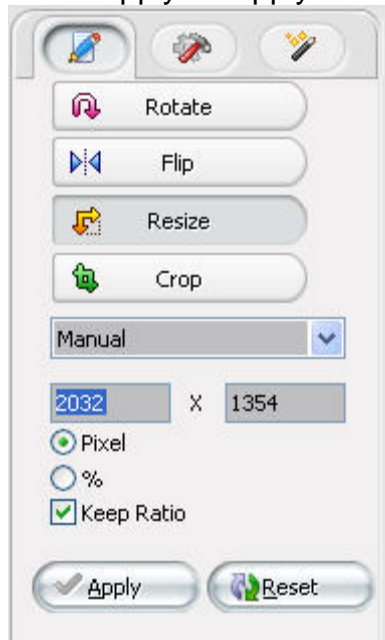 Rotate
Flip
Resize
Crop
Manual
2032 X 1354
Pixel
%
Keep Ratio
Apply Reset